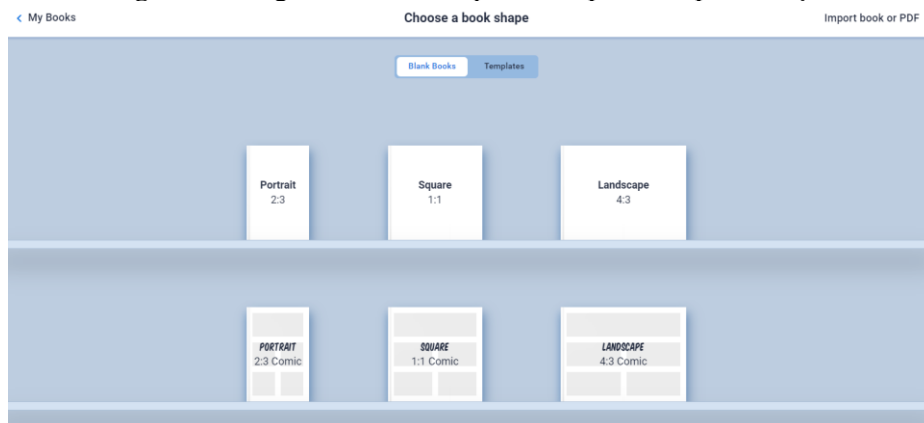 My Books
Choose a book shape
Import book or PDF
Blank Books
Templates
Portrait
2:3
Square
1:1
Landscape
4:3
PORTRAIT
2:3 Comic
SQUARE
1:1 Comic
LANDSCAPE
4:3 Comic